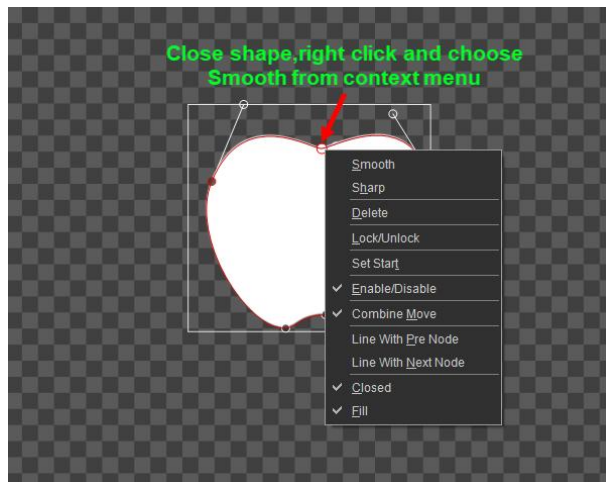 Close shape,right click and choose
Smooth from context menu
Smooth
Sharp
Delete
Lock/Unlock
Set Start
Enable/Disable
Combine Move
Line With Pre Node
Line With Next Node
Closed
Fill